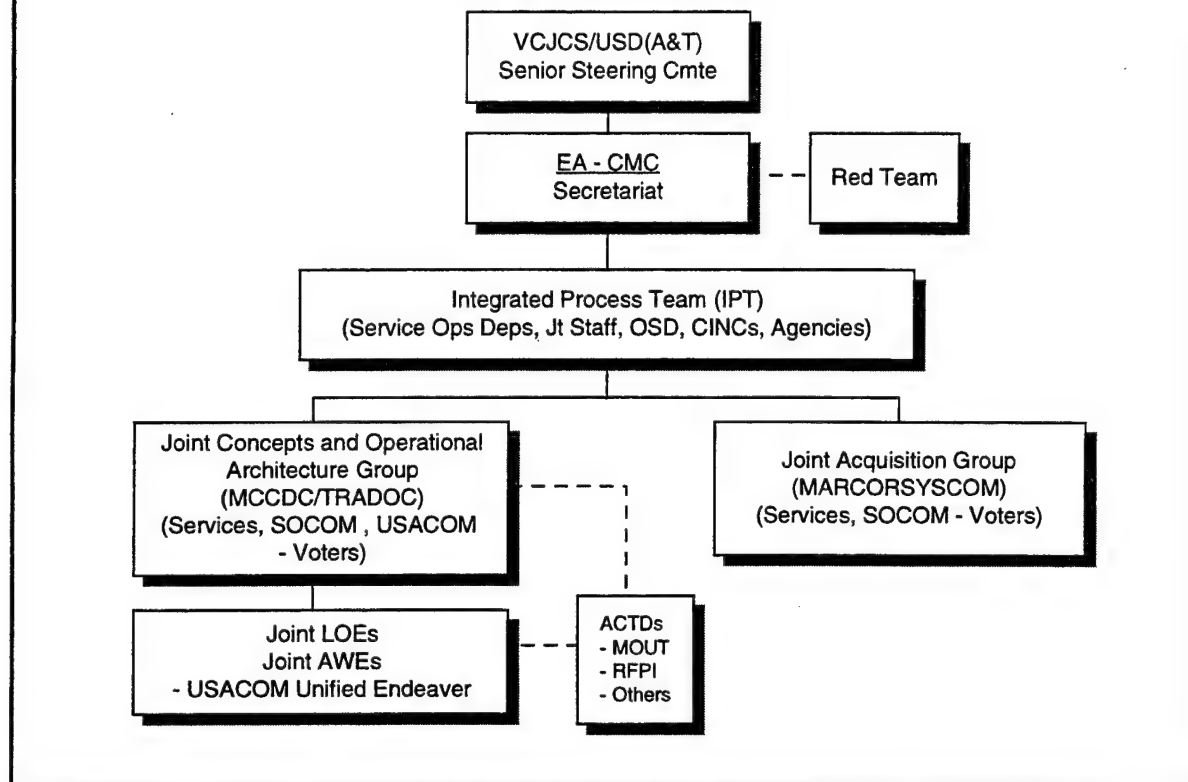 VCJCS/USD(A&T)
Senior Steering Cmte
EA - CMC
Secretariat
Red Team
Integrated Process Team (IPT)
(Service Ops Deps, Jt Staff, OSD, CINCs, Agencies)
Joint Concepts and Operational
Architecture Group
(MCCDC/TRADOC)
(Services, SOCOM , USACOM
- Voters)
Joint Acquisition Group
(MARCORSYSCOM)
(Services, SOCOM - Voters)
Joint LOEs
Joint AWEs
- USACOM Unified Endeaver
ACTDs
- MOUT
- RFPI
- Others